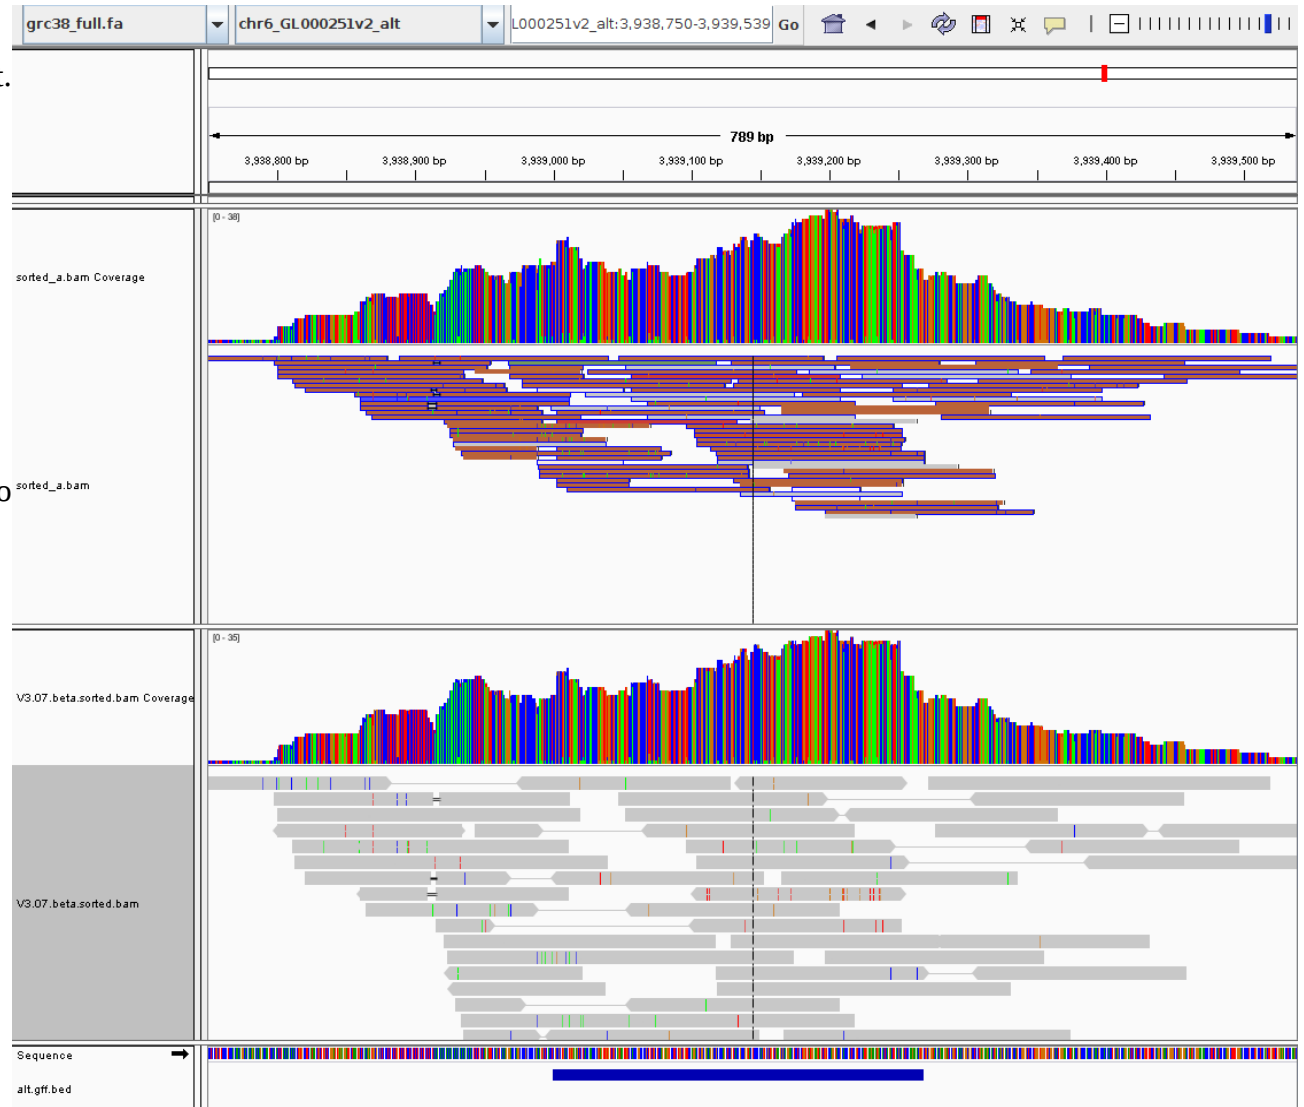 grc38_full.fa chr6_GL000251v2_alt L000251v2_alt:3,938,750-3,939,539 Go
t.
789 bp
3,938,800 bp 3,938,900 bp 3,939,000 bp 3,939,100 bp 3,939,200 bp 3,939,300 bp 3,939,400 bp 3,939,500 bp
[0 - 38]
sorted_a.bam Coverage
sorted_a.bam
o
[0 - 35]
V3.07.beta.sorted.bam Coverage
V3.07.beta.sorted.bam
Sequence
alt.gff.bed